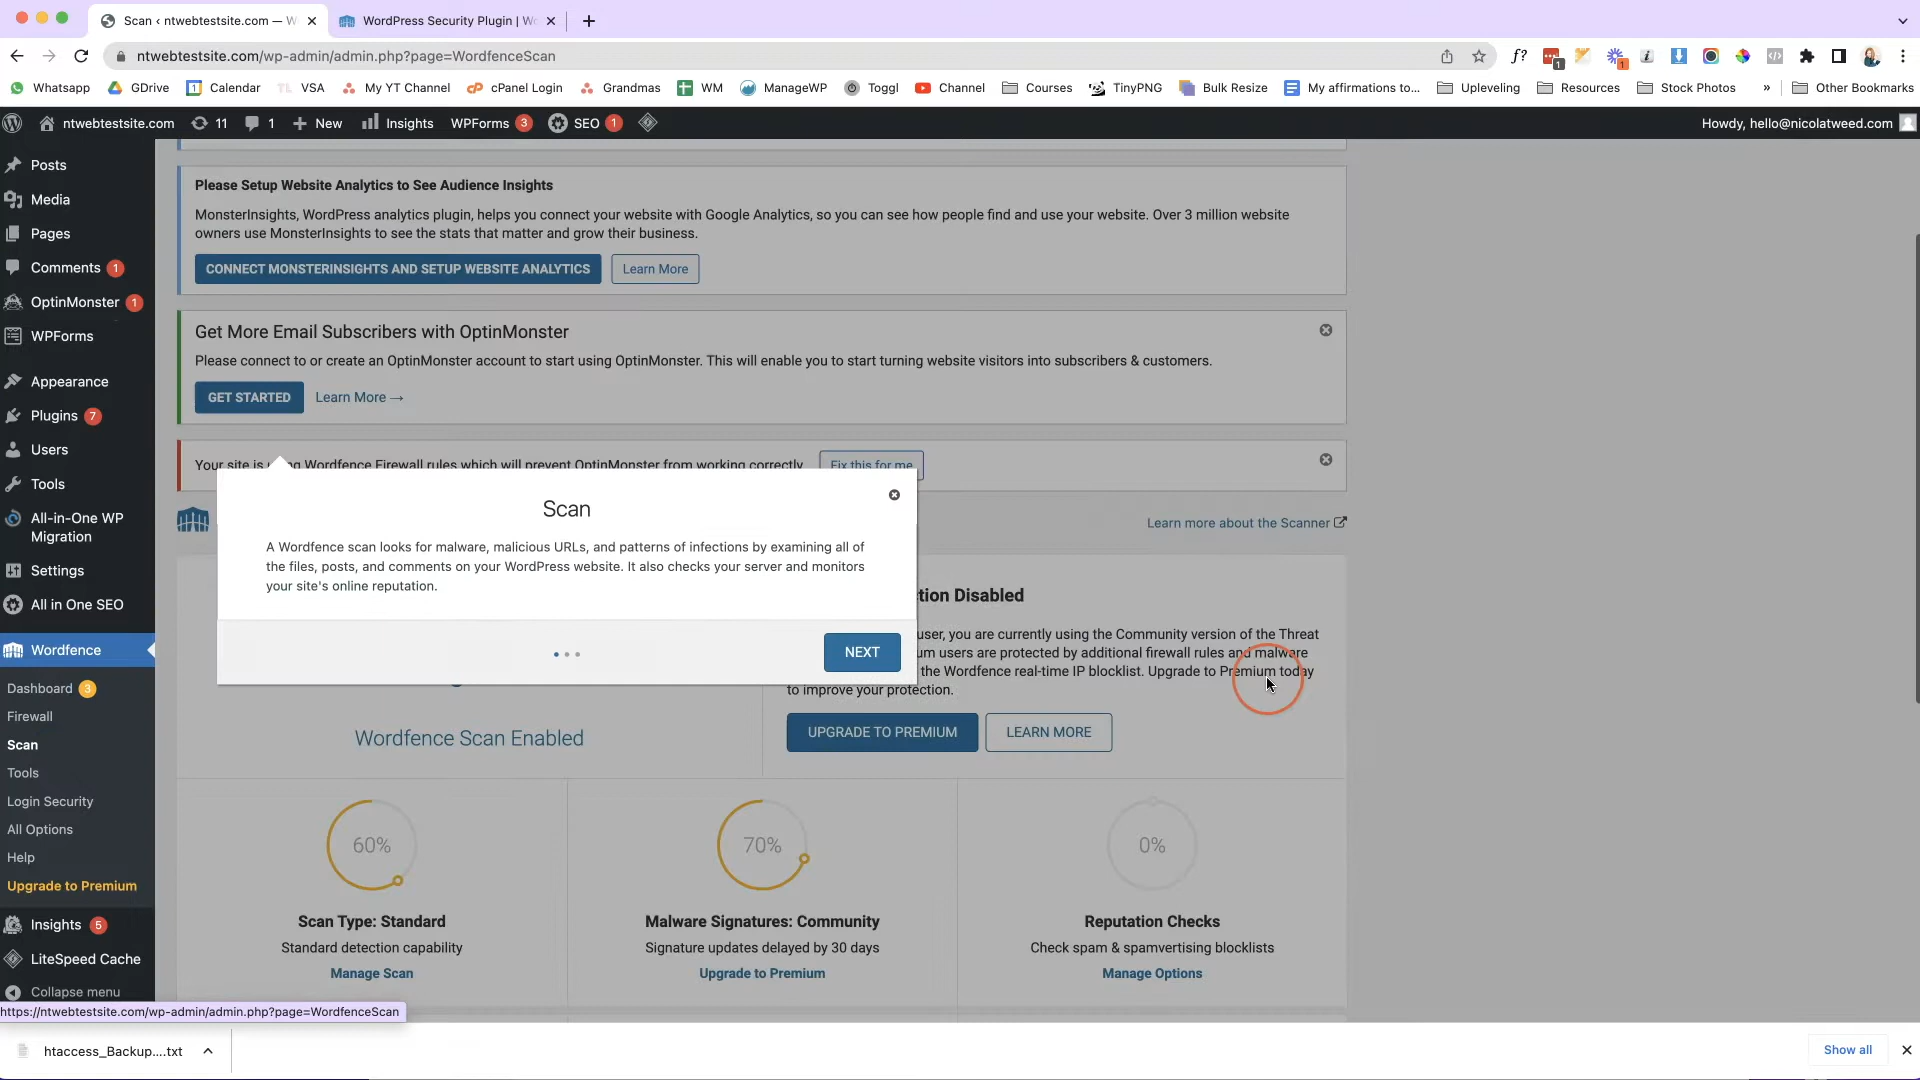 Scan < ntwebtestsite.com — W
WordPress Security Plugin | Wo
ntwebtestsite.com/wp-admin/admin.php?page=WordfenceScan
f?
1
1
Whatsapp
GDrive
Calendar
VSA
My YT Channel
cPanel Login
Grandmas
WM
ManageWP
Toggl
Channel
Courses
TinyPNG
Bulk Resize
My affirmations to...
Upleveling
Resources
Stock Photos
»
Other Bookmarks
ntwebtestsite.com
11
1
New
Insights
WPForms 3
SEO 1
Howdy, hello@nicolatweed.com
Posts
Media
Pages
Comments 1
OptinMonster 1
WPForms
Appearance
Plugins 7
Users
Tools
All-in-One WP
Migration
Settings
All in One SEO
Wordfence
Dashboard 3
Firewall
Scan
Tools
Login Security
All Options
Help
Upgrade to Premium
Insights 5
LiteSpeed Cache
Collapse menu
Please Setup Website Analytics to See Audience Insights
MonsterInsights, WordPress analytics plugin, helps you connect your website with Google Analytics, so you can see how people find and use your website. Over 3 million website
owners use MonsterInsights to see the stats that matter and grow their business.
CONNECT MONSTERINSIGHTS AND SETUP WEBSITE ANALYTICS
Learn More
Get More Email Subscribers with OptinMonster
Please connect to or create an OptinMonster account to start using OptinMonster. This will enable you to start turning website visitors into subscribers & customers.
GET STARTED
Learn More →
Your site is using Wordfence Firewall rules which will prevent OptinMonster from working correctly.
Fix this for me
Learn more about the Scanner
Scan
A Wordfence scan looks for malware, malicious URLs, and patterns of infections by examining all of
the files, posts, and comments on your WordPress website. It also checks your server and monitors
your site's online reputation.
NEXT
tion Disabled
user, you are currently using the Community version of the Threat
um users are protected by additional firewall rules and malware
the Wordfence real-time IP blocklist. Upgrade to Premium today
to improve your protection.
UPGRADE TO PREMIUM
LEARN MORE
Wordfence Scan Enabled
60%
Scan Type: Standard
Standard detection capability
Manage Scan
70%
Malware Signatures: Community
Signature updates delayed by 30 days
Upgrade to Premium
0%
Reputation Checks
Check spam & spamvertising blocklists
Manage Options
https://ntwebtestsite.com/wp-admin/admin.php?page=WordfenceScan
htaccess_Backup....txt
Show all